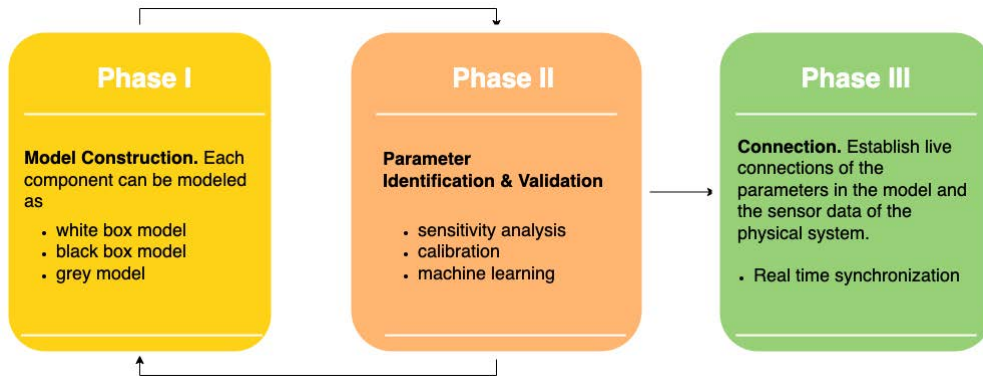 Phase I
Model Construction. Each
component can be modeled
as
• white box model
• black box model
• grey model
Phase II
Parameter
Identification & Validation
• sensitivity analysis
• calibration
• machine learning
Phase III
Connection. Establish live
connections of the
parameters in the model and
the sensor data of the
physical system.
• Real time synchronization